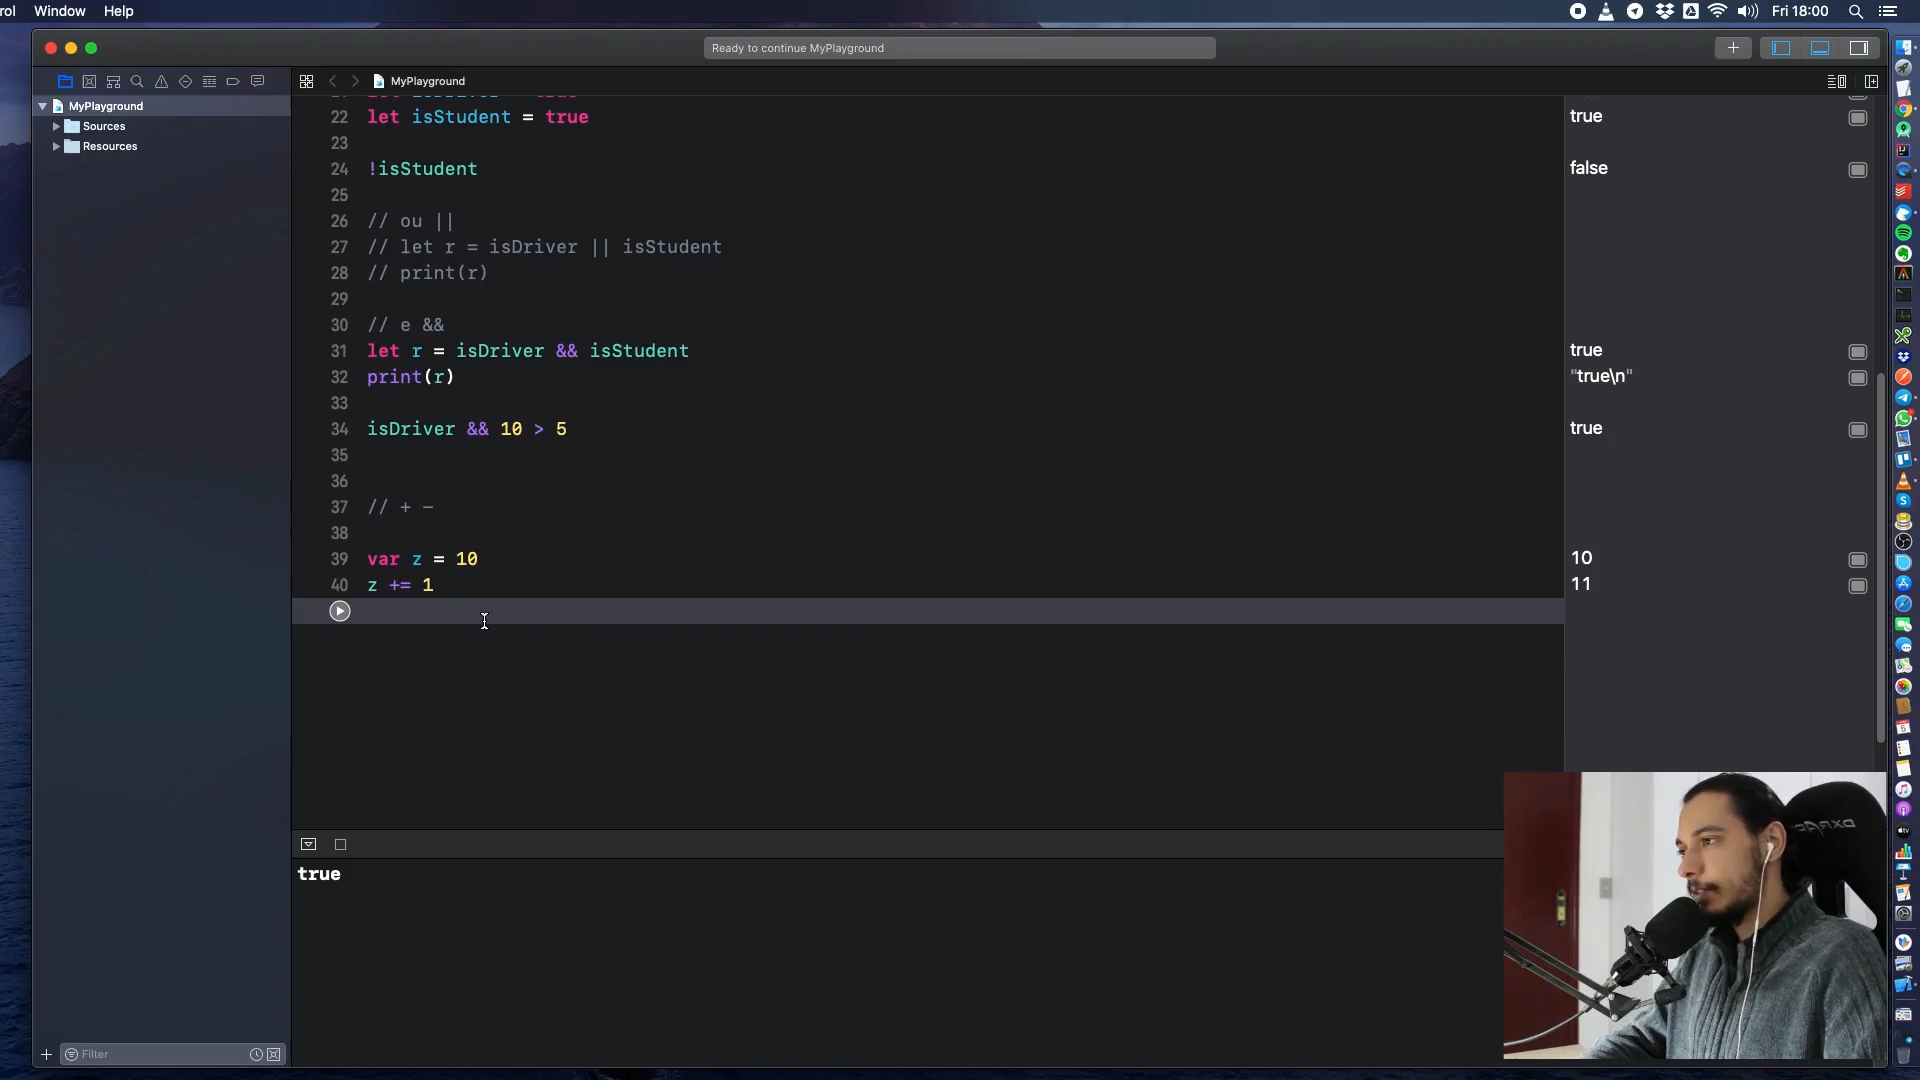 rol Window Help
Fri 18:00
Ready to continue MyPlayground
MyPlayground
MyPlayground
Sources
Resources
22 let isStudent = true
true
23
24 !isStudent
false
25
26 // ou ||
27 // let r = isDriver || isStudent
28 // print(r)
29
30 // e &&
31 let r = isDriver && isStudent
true
32 print(r)
"true\n"
33
34 isDriver && 10 > 5
true
35
36
37 // + -
38
39 var z = 10
10
40 z += 1
11
true
Filter